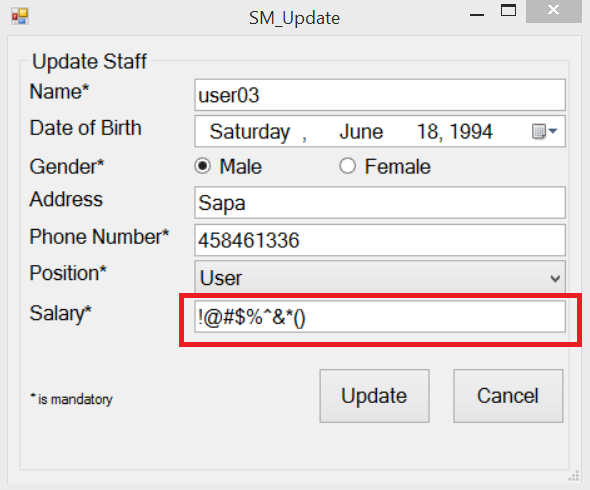 SM_Update
Update Staff
Name* user03
Date of Birth Saturday , June 18, 1994
Gender* Male Female
Address Sapa
Phone Number* 458461336
Position* User
Salary* !@#$%^&*()
* is mandatory Update Cancel